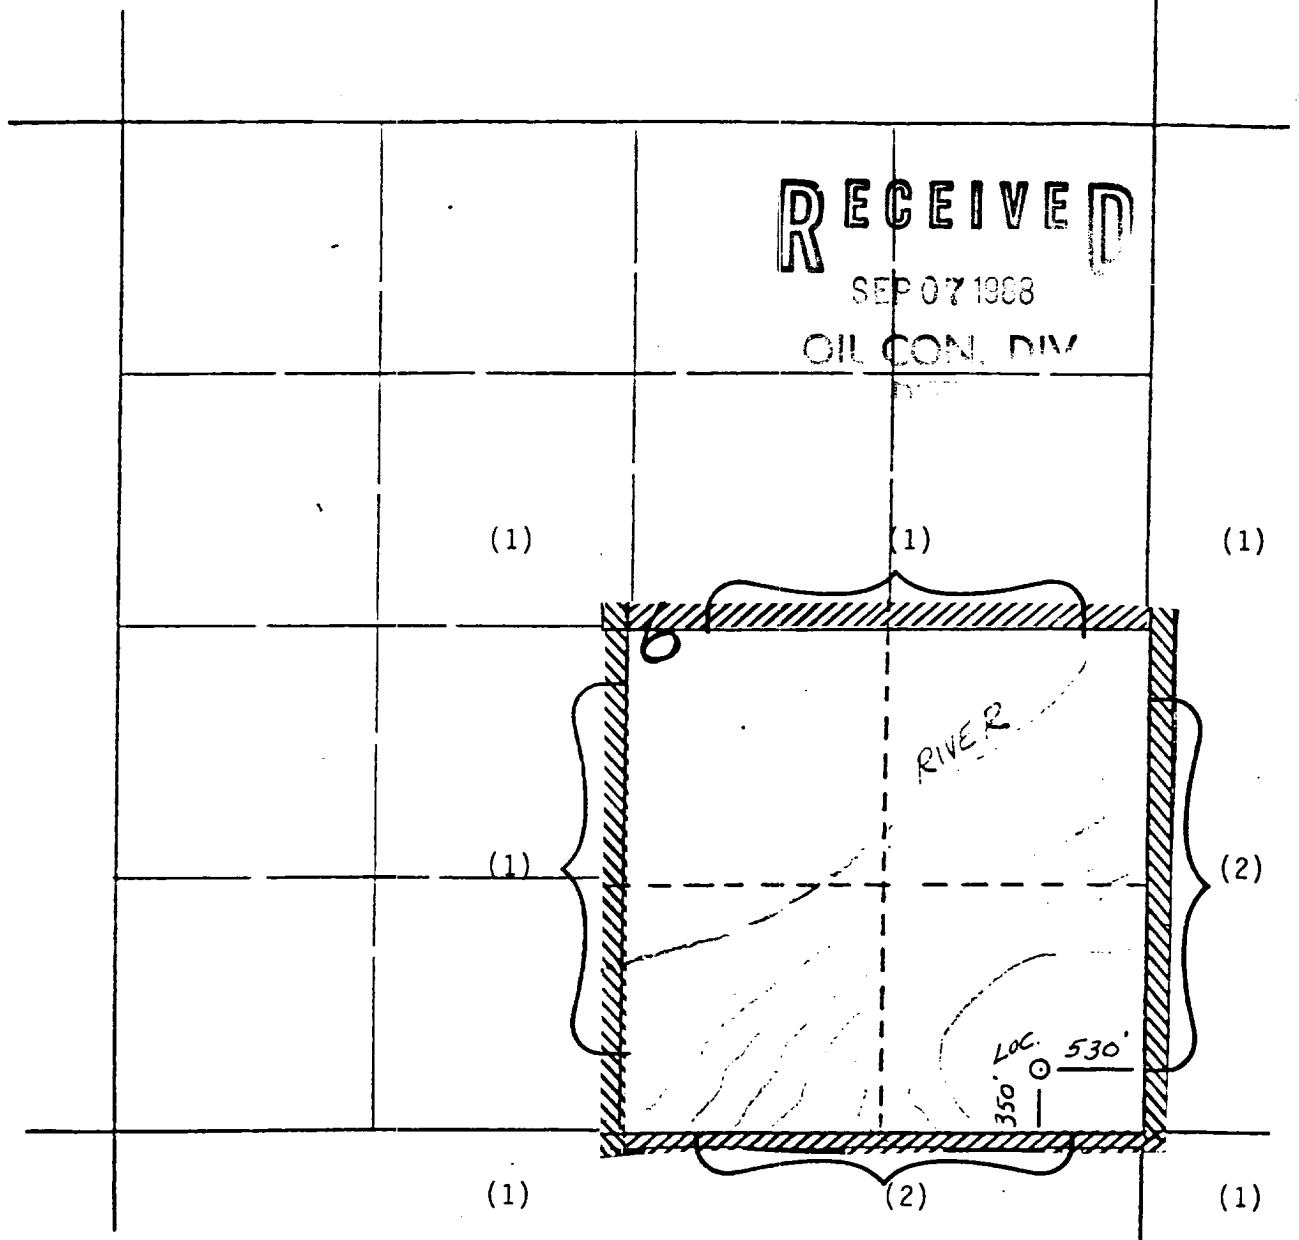 RECEIVED
SEP 07 1988
OIL CON. DIV
(1) (1) (1)
6
RIVER
(1) (2)
LOC. 530'
350'
(1) (2) (1)